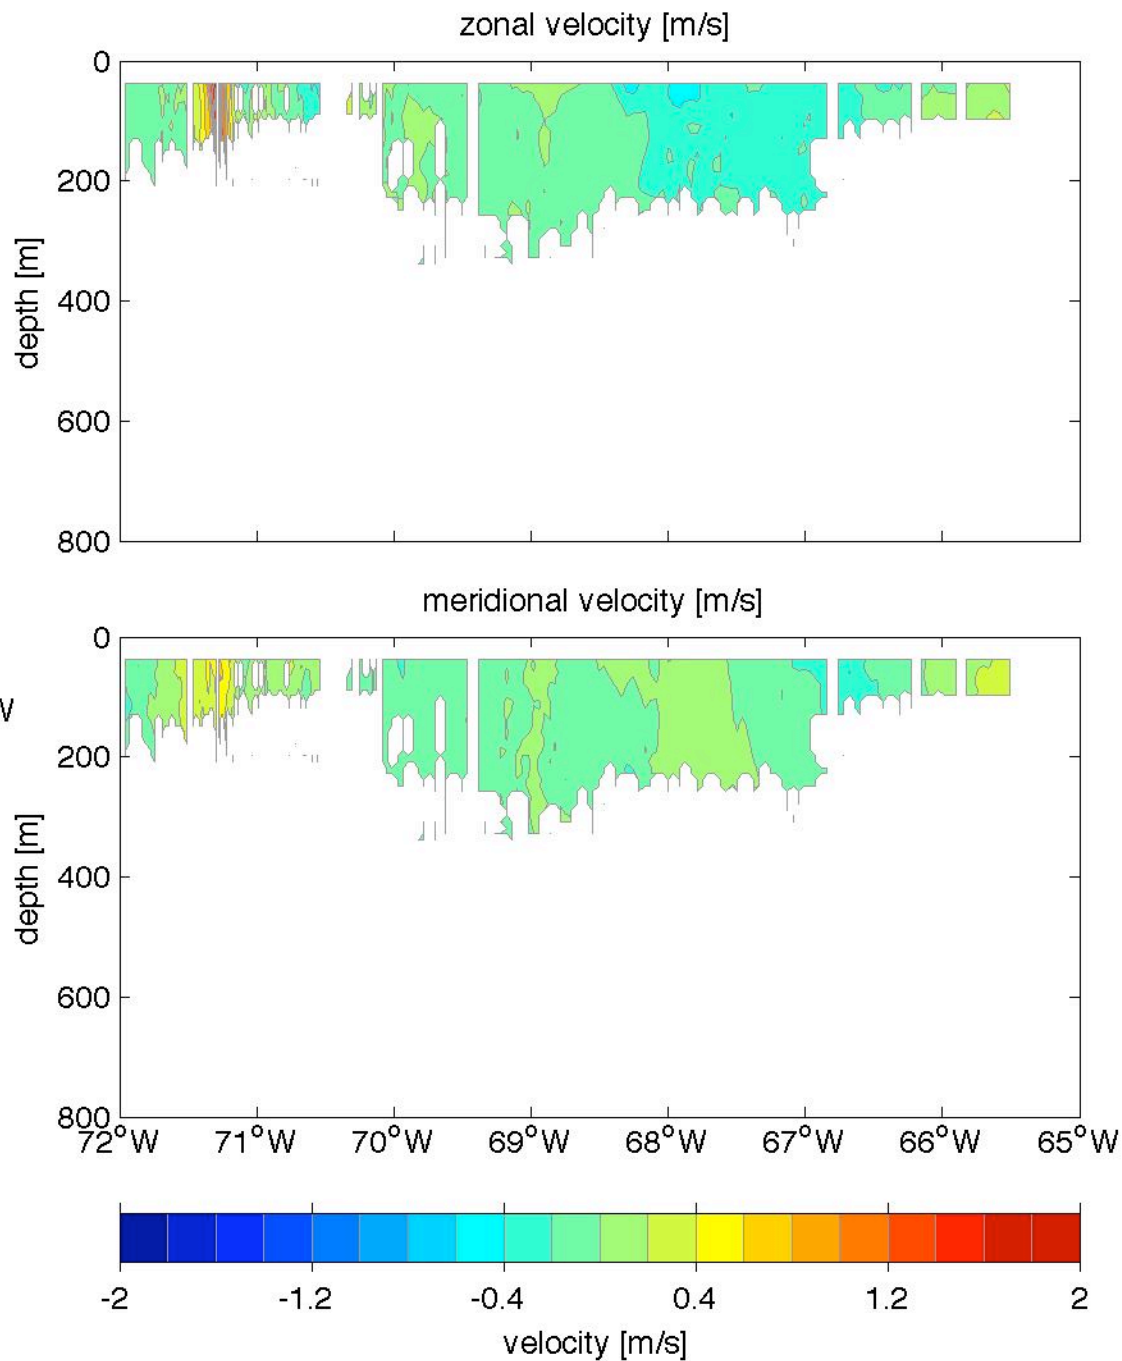 zonal velocity [m/s]
0
200
400
600
800
depth [m]
meridional velocity [m/s]
0
200
400
600
800
depth [m]
W
72°W 71°W 70°W 69°W 68°W 67°W 66°W 65°W
-2 -1.2 -0.4 0.4 1.2 2
velocity [m/s]